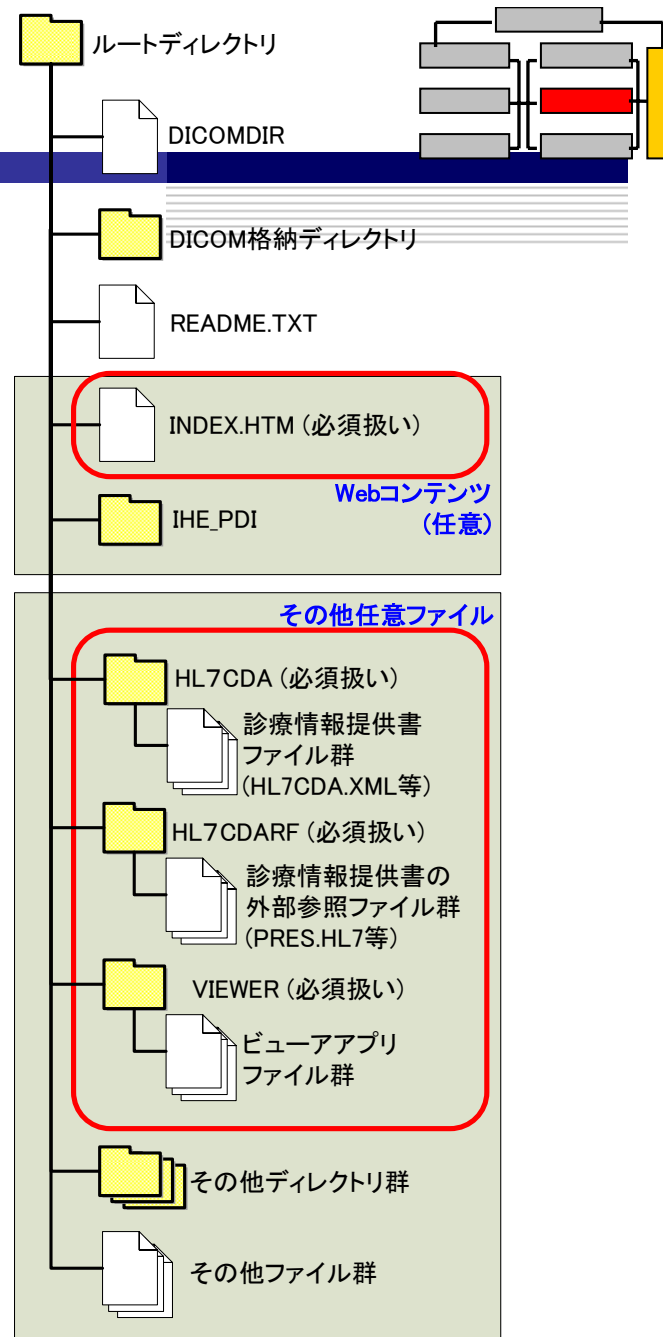 ルートディレクトリ
DICOMDIR
DICOM格納ディレクトリ
README.TXT
INDEX.HTM (必須扱い)
Webコンテンツ
(任意)
IHE_PDI
その他任意ファイル
HL7CDA (必須扱い)
診療情報提供書
ファイル群
(HL7CDA.XML等)
HL7CDARF (必須扱い)
診療情報提供書の
外部参照ファイル群
(PRES.HL7等)
VIEWER (必須扱い)
ビューアアプリ
ファイル群
その他ディレクトリ群
その他ファイル群